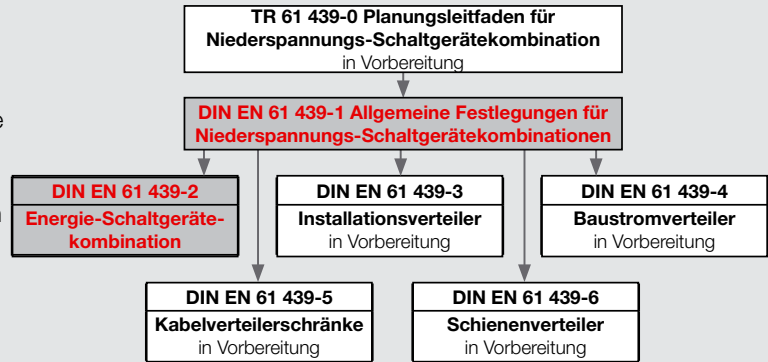 TR 61 439-0 Planungsleitfaden für
Niederspannungs-Schaltgerätekombination
in Vorbereitung
e
DIN EN 61 439-1 Allgemeine Festlegungen für
Niederspannungs-Schaltgerätekombinationen
DIN EN 61 439-2
Energie-Schaltgeräte-
kombination
DIN EN 61 439-3
Installationsverteiler
in Vorbereitung
DIN EN 61 439-4
Baustromverteiler
in Vorbereitung
DIN EN 61 439-5
Kabelverteilerschränke
in Vorbereitung
DIN EN 61 439-6
Schienenverteiler
in Vorbereitung